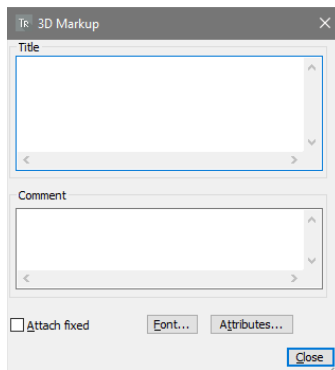 TR 3D Markup
Title
Comment
Attach fixed
Font...
Attributes...
Close